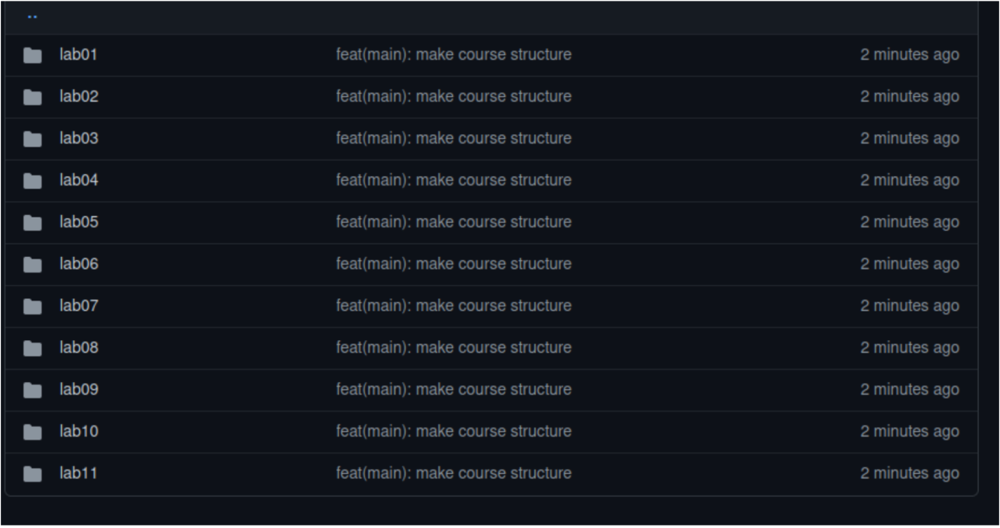 ..
lab01 feat(main): make course structure 2 minutes ago
lab02 feat(main): make course structure 2 minutes ago
lab03 feat(main): make course structure 2 minutes ago
lab04 feat(main): make course structure 2 minutes ago
lab05 feat(main): make course structure 2 minutes ago
lab06 feat(main): make course structure 2 minutes ago
lab07 feat(main): make course structure 2 minutes ago
lab08 feat(main): make course structure 2 minutes ago
lab09 feat(main): make course structure 2 minutes ago
lab10 feat(main): make course structure 2 minutes ago
lab11 feat(main): make course structure 2 minutes ago